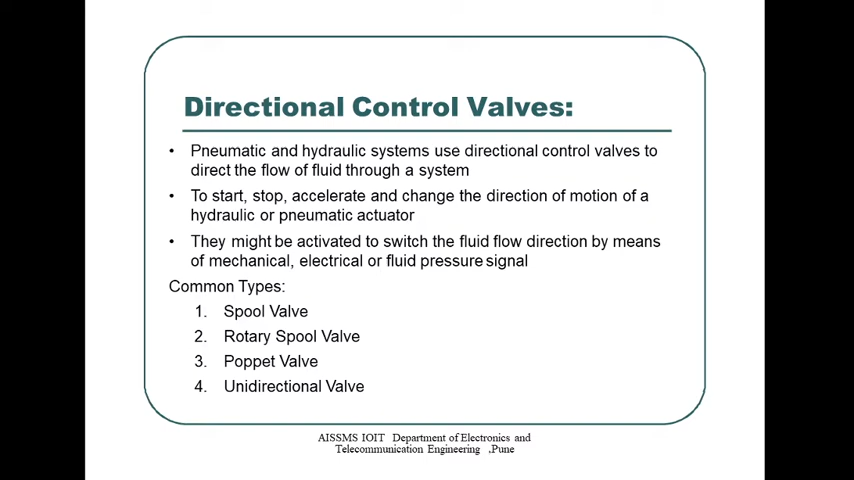 Directional Control Valves:
• Pneumatic and hydraulic systems use directional control valves to
direct the flow of fluid through a system
• To start, stop, accelerate and change the direction of motion of a
hydraulic or pneumatic actuator
• They might be activated to switch the fluid flow direction by means
of mechanical, electrical or fluid pressure signal
Common Types:
1. Spool Valve
2. Rotary Spool Valve
3. Poppet Valve
4. Unidirectional Valve
AISSMS IOIT Department of Electronics and
Telecommunication Engineering ,Pune